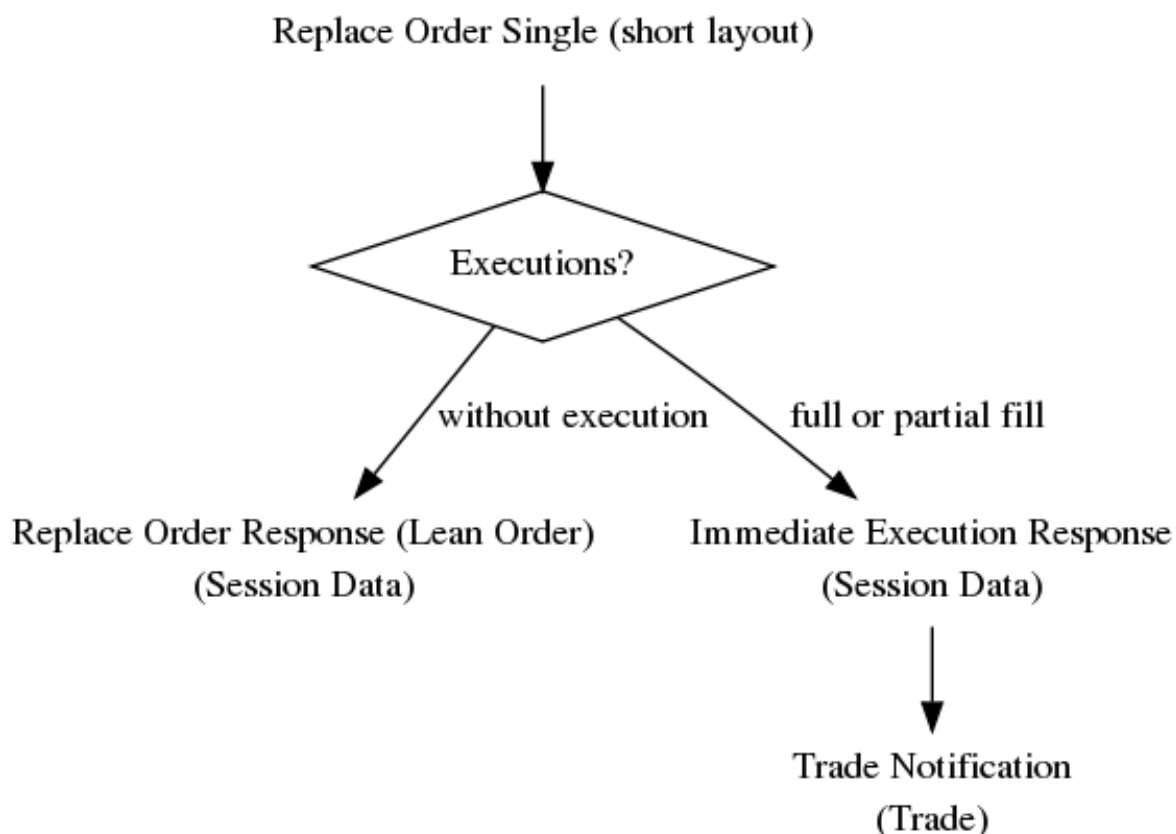 Replace Order Single (short layout)
Executions?
without execution
full or partial fill
Replace Order Response (Lean Order)
(Session Data)
Immediate Execution Response
(Session Data)
Trade Notification
(Trade)